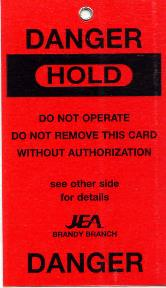 DANGER
HOLD
DO NOT OPERATE
DO NOT REMOVE THIS CARD
WITHOUT AUTHORIZATION
see other side
for details
JEA
BRANDY BRANCH
DANGER